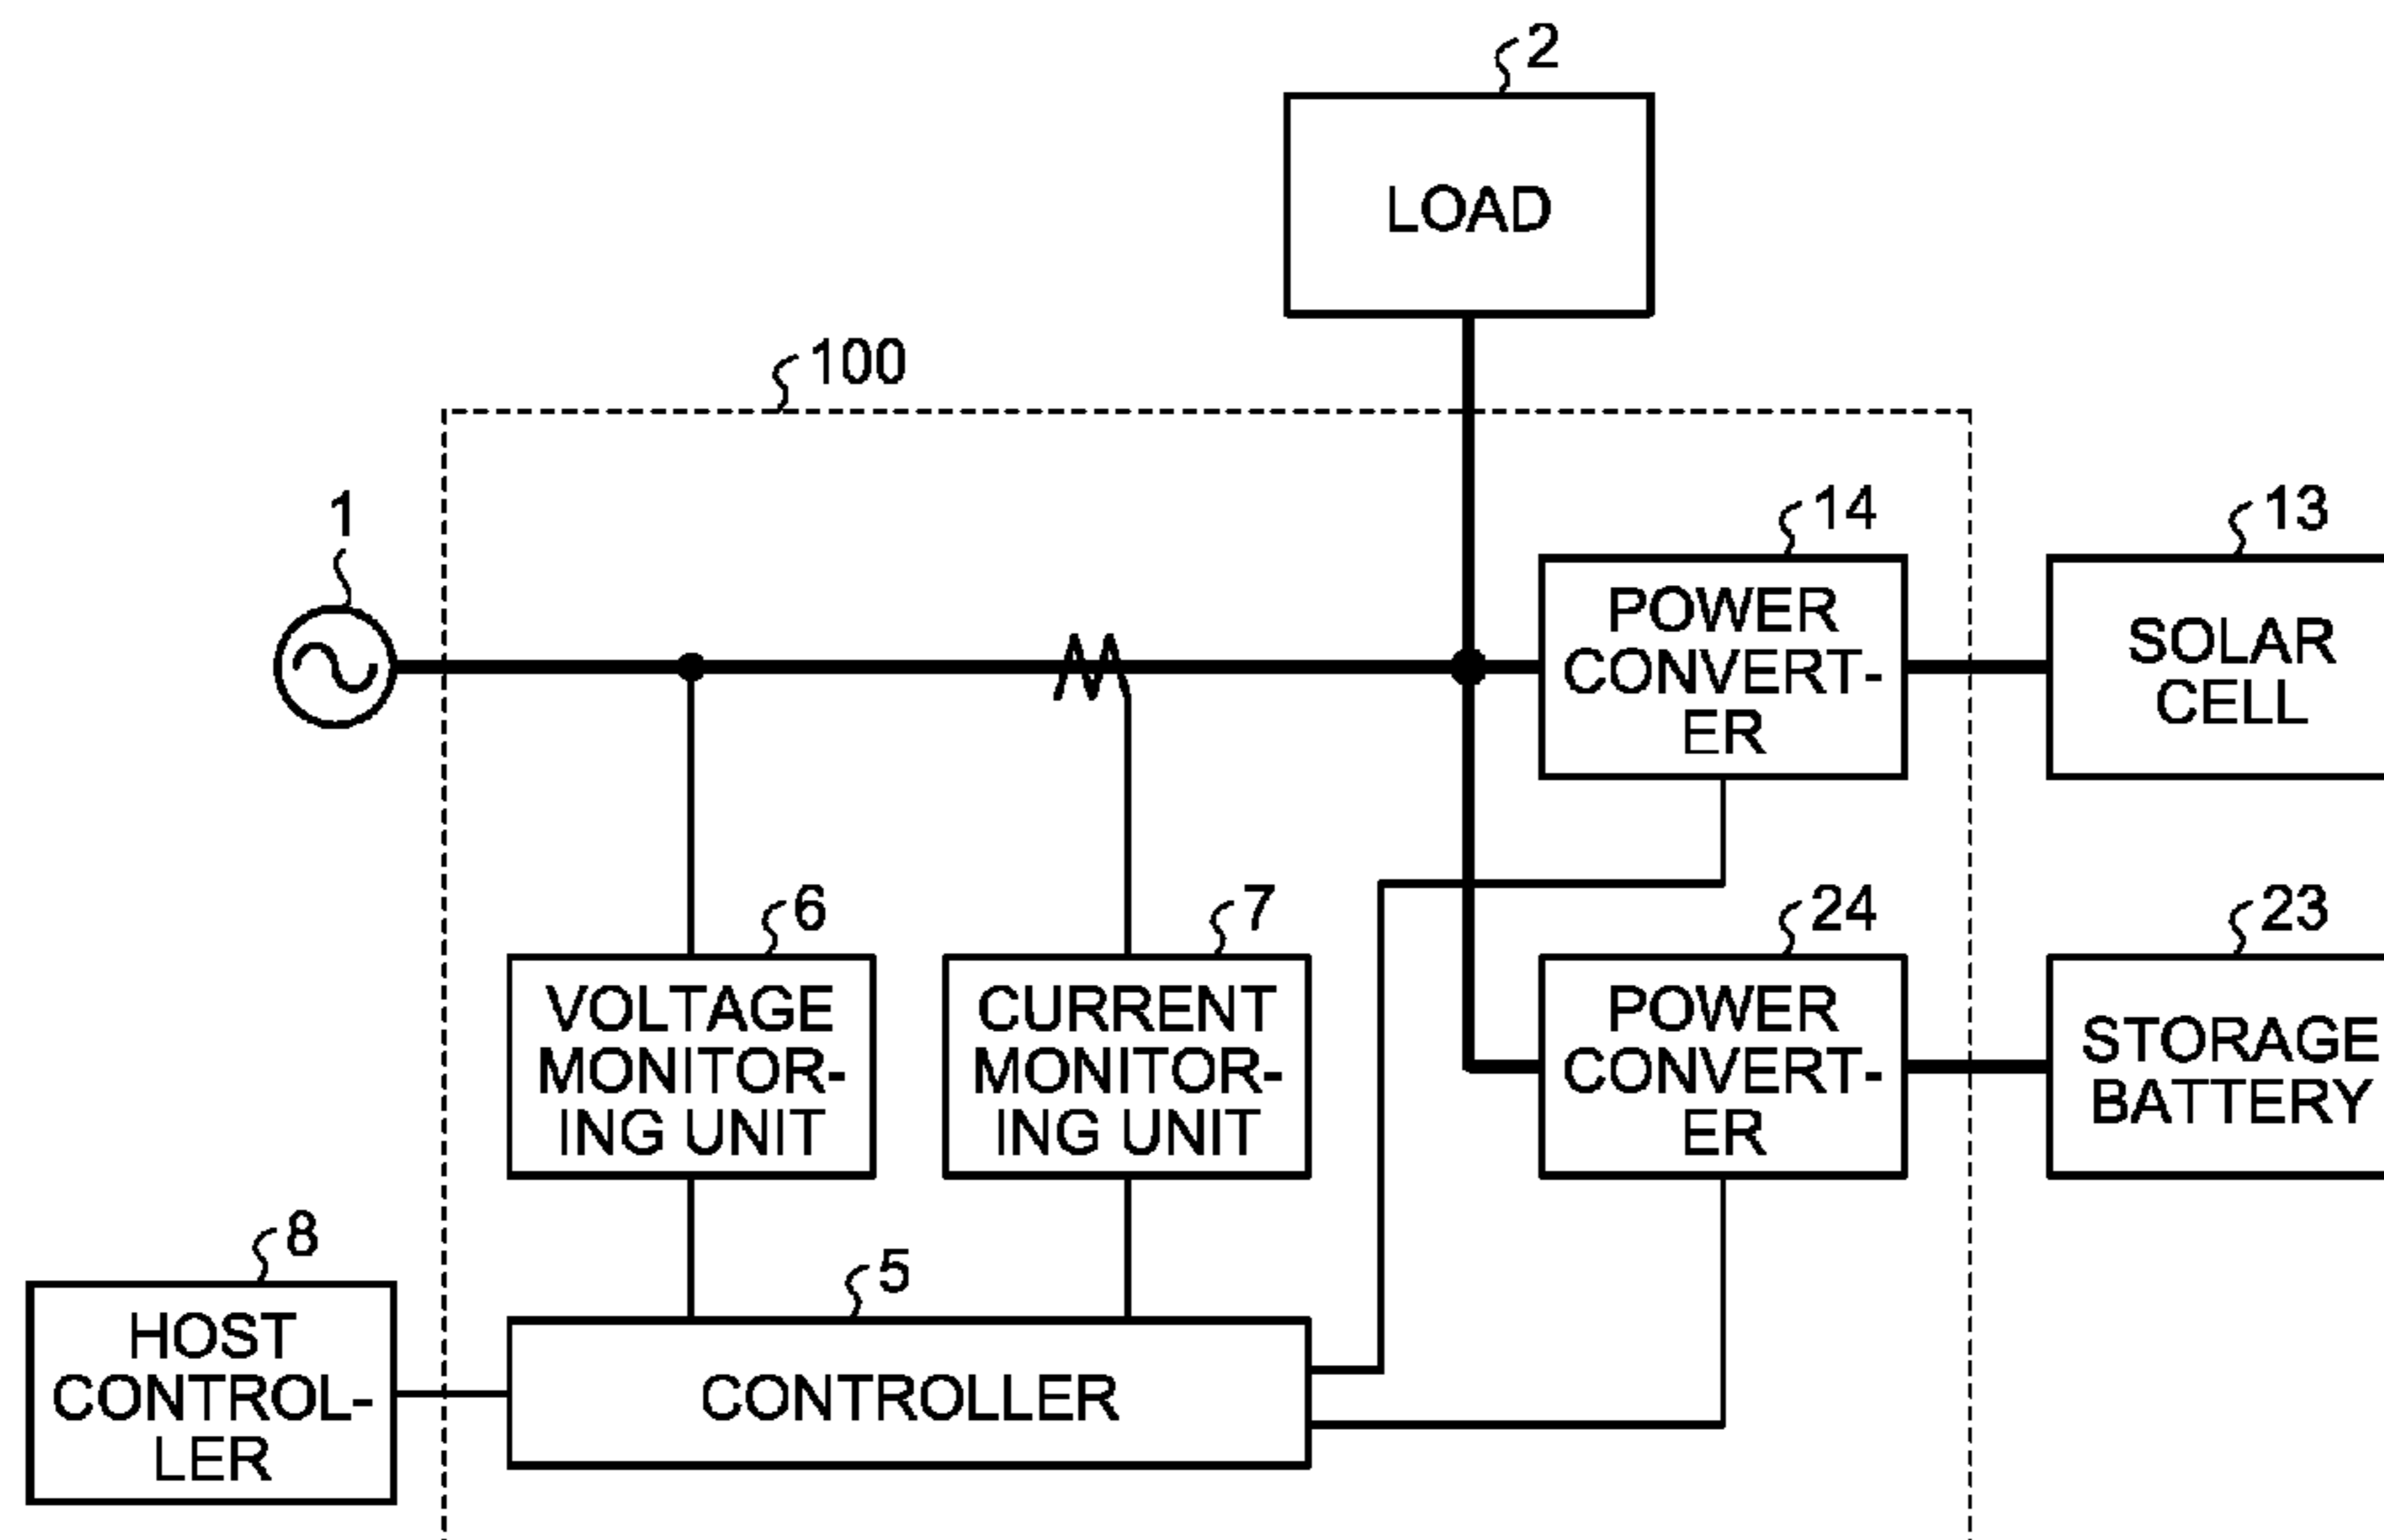 2
LOAD
100
1
14
POWER
CONVERT-
ER
13
SOLAR
CELL
6
VOLTAGE
MONITOR-
ING UNIT
7
CURRENT
MONITOR-
ING UNIT
24
POWER
CONVERT-
ER
23
STORAGE
BATTERY
8
HOST
CONTROL-
LER
5
CONTROLLER